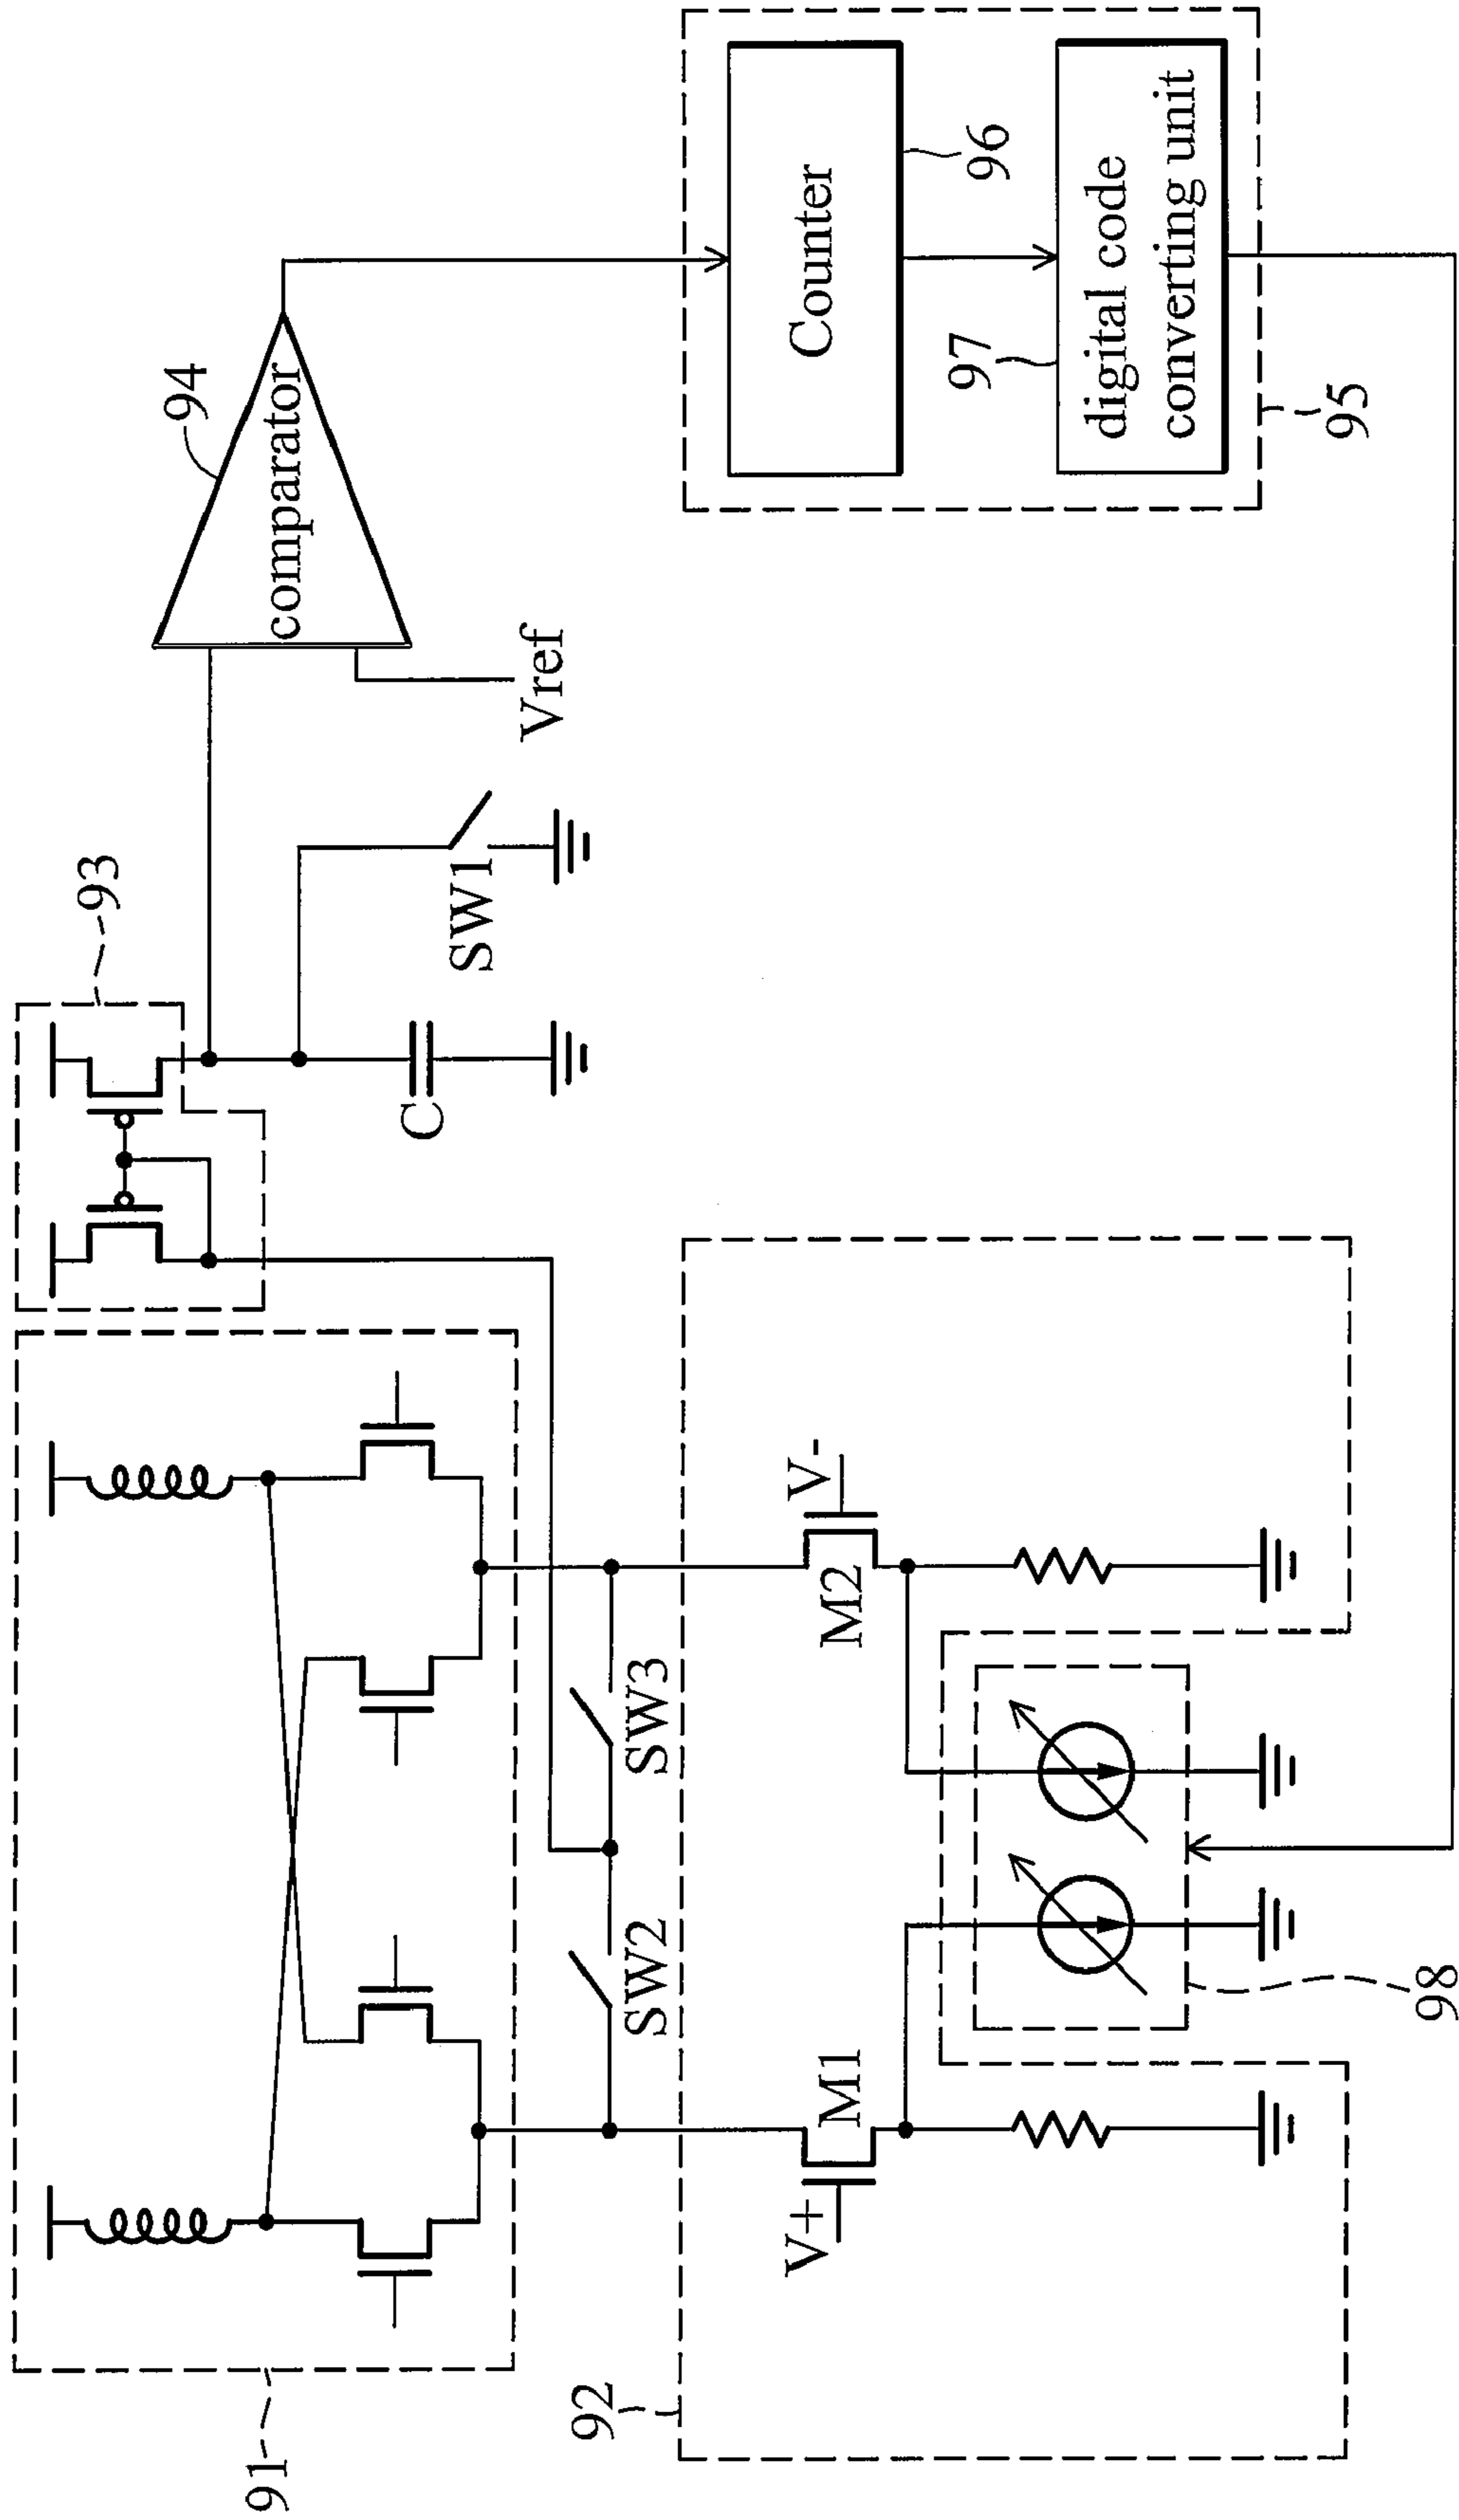 91
93
94
comparator
C
SW1
Vref
92
SW2
SW3
V+
M1
M2
V-
98
Counter
96
97
digital code
converting unit
95